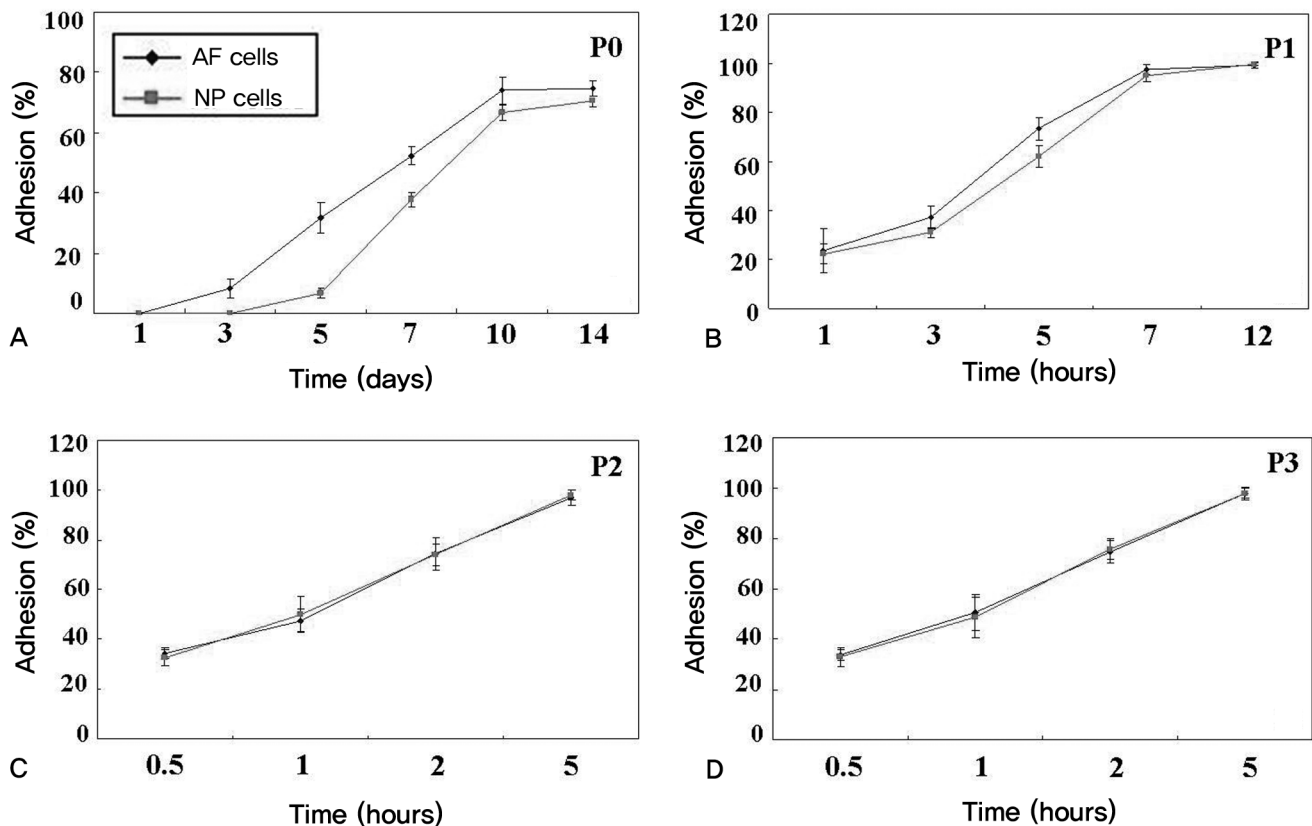 100
80
60
40
20
0
Adhesion (%)
AF cells
NP cells
P0
1 3 5 7 10 14
Time (days)
A
120
100
80
60
40
20
0
Adhesion (%)
P1
1 3 5 7 12
Time (hours)
B
120
100
80
60
40
20
0
Adhesion (%)
P2
0.5 1 2 5
Time (hours)
C
120
100
80
60
40
20
0
Adhesion (%)
P3
0.5 1 2 5
Time (hours)
D